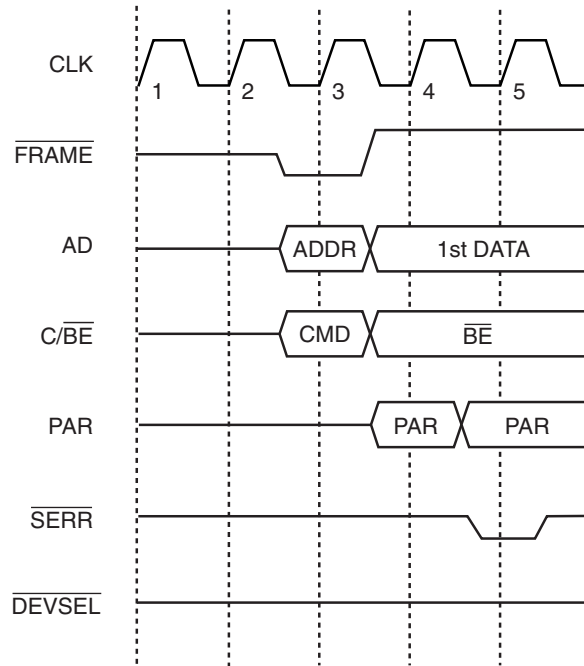 CLK
1 2 3 4 5
FRAME
AD ADDR 1st DATA
C/BE CMD BE
PAR PAR PAR
SERR
DEVSEL